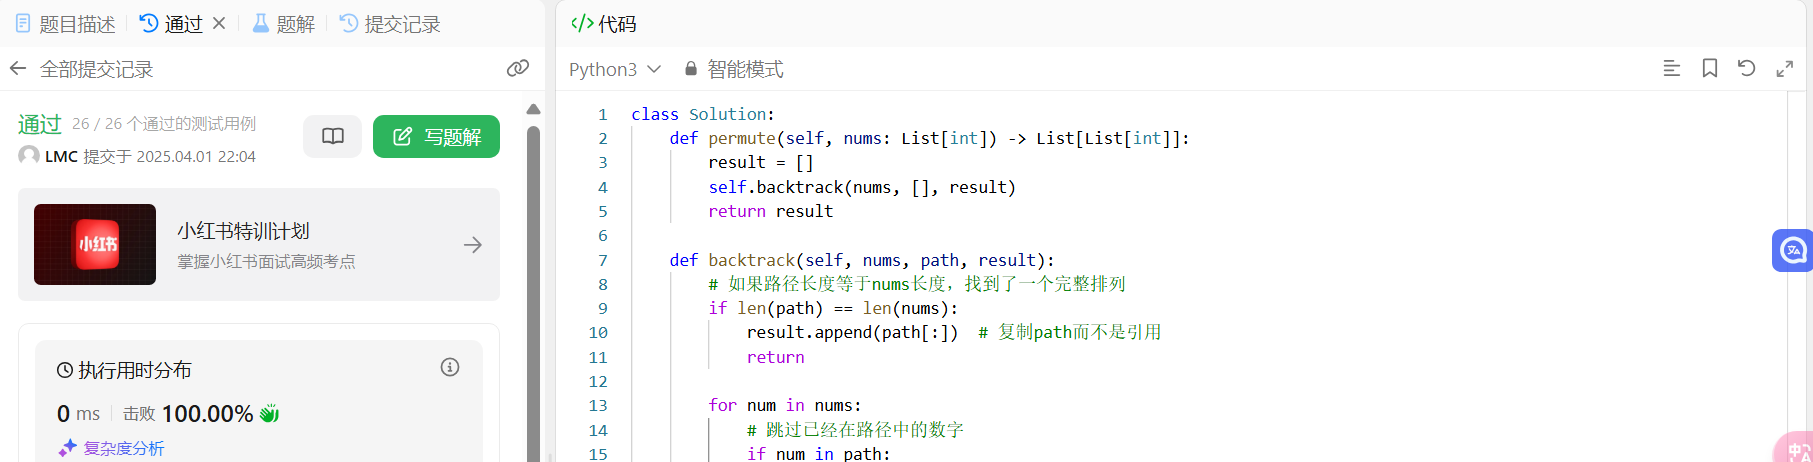 题目描述
通过
题解
提交记录
全部提交记录
通过 26 / 26 个通过的测试用例
LMC 提交于 2025.04.01 22:04
写题解
小红书
小红书特训计划
掌握小红书面试高频考点
执行用时分布
0 ms 击败 100.00%
复杂度分析
</> 代码
Python3 智能模式
1 class Solution:
2 def permute(self, nums: List[int]) -> List[List[int]]:
3 result = []
4 self.backtrack(nums, [], result)
5 return result
6
7 def backtrack(self, nums, path, result):
8 # 如果路径长度等于nums长度，找到了一个完整排列
9 if len(path) == len(nums):
10 result.append(path[:]) # 复制path而不是引用
11 return
12
13 for num in nums:
14 # 跳过已经在路径中的数字
15 if num in path: